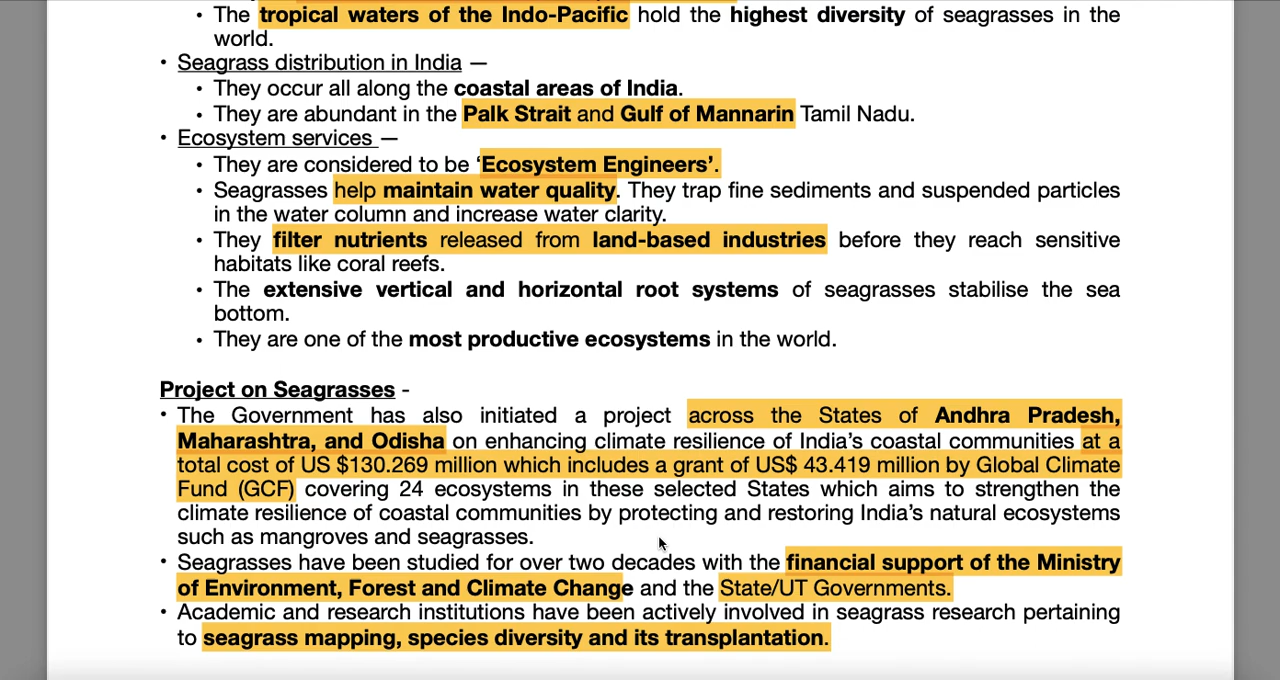 • The tropical waters of the Indo-Pacific hold the highest diversity of seagrasses in the
world.
• Seagrass distribution in India —
• They occur all along the coastal areas of India.
• They are abundant in the Palk Strait and Gulf of Mannarin Tamil Nadu.
• Ecosystem services —
• They are considered to be ‘Ecosystem Engineers’.
• Seagrasses help maintain water quality. They trap fine sediments and suspended particles
in the water column and increase water clarity.
• They filter nutrients released from land-based industries before they reach sensitive
habitats like coral reefs.
• The extensive vertical and horizontal root systems of seagrasses stabilise the sea
bottom.
• They are one of the most productive ecosystems in the world.
Project on Seagrasses -
• The Government has also initiated a project across the States of Andhra Pradesh,
Maharashtra, and Odisha on enhancing climate resilience of India’s coastal communities at a
total cost of US $130.269 million which includes a grant of US$ 43.419 million by Global Climate
Fund (GCF) covering 24 ecosystems in these selected States which aims to strengthen the
climate resilience of coastal communities by protecting and restoring India’s natural ecosystems
such as mangroves and seagrasses.
• Seagrasses have been studied for over two decades with the financial support of the Ministry
of Environment, Forest and Climate Change and the State/UT Governments.
• Academic and research institutions have been actively involved in seagrass research pertaining
to seagrass mapping, species diversity and its transplantation.